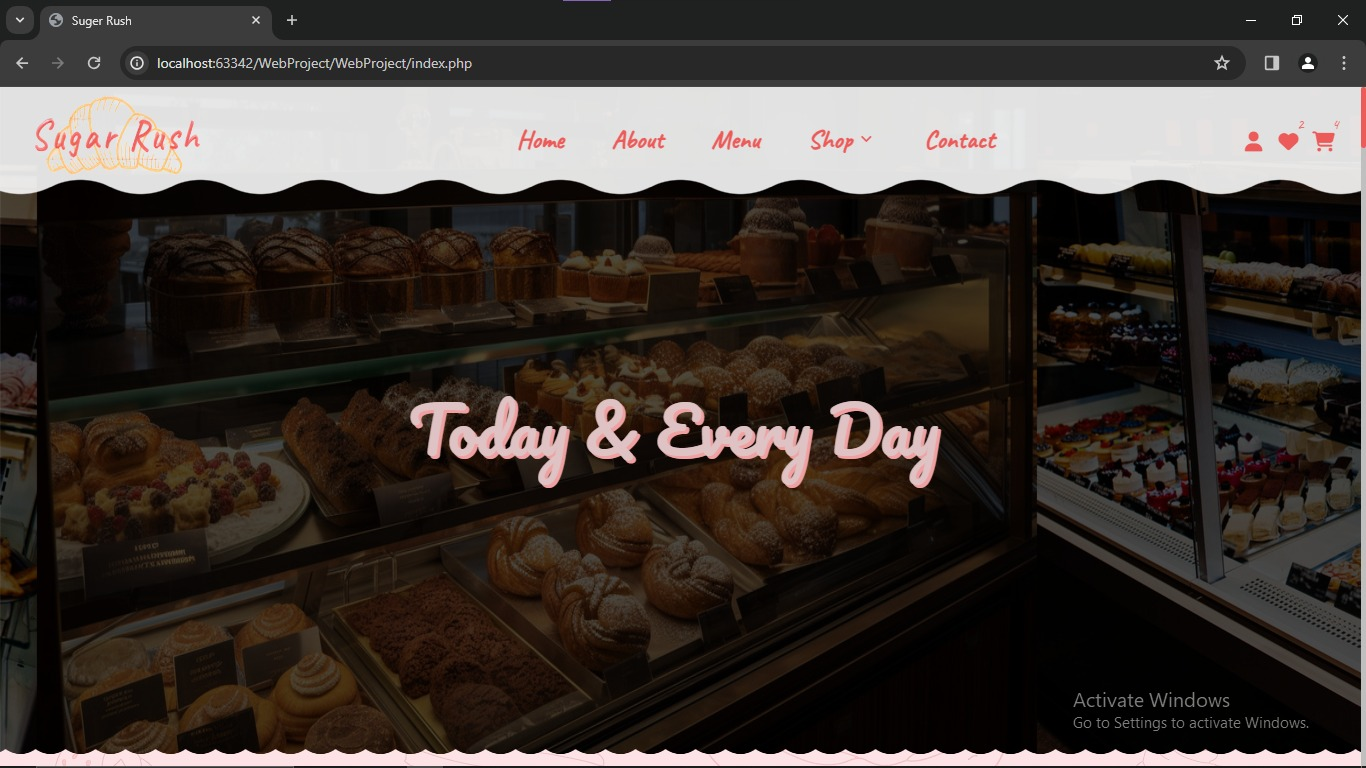 Suger Rush
localhost:63342/WebProject/WebProject/index.php
Sugar Rush
Home About Menu Shop Contact
2 4
Today & Every Day
Activate Windows
Go to Settings to activate Windows.